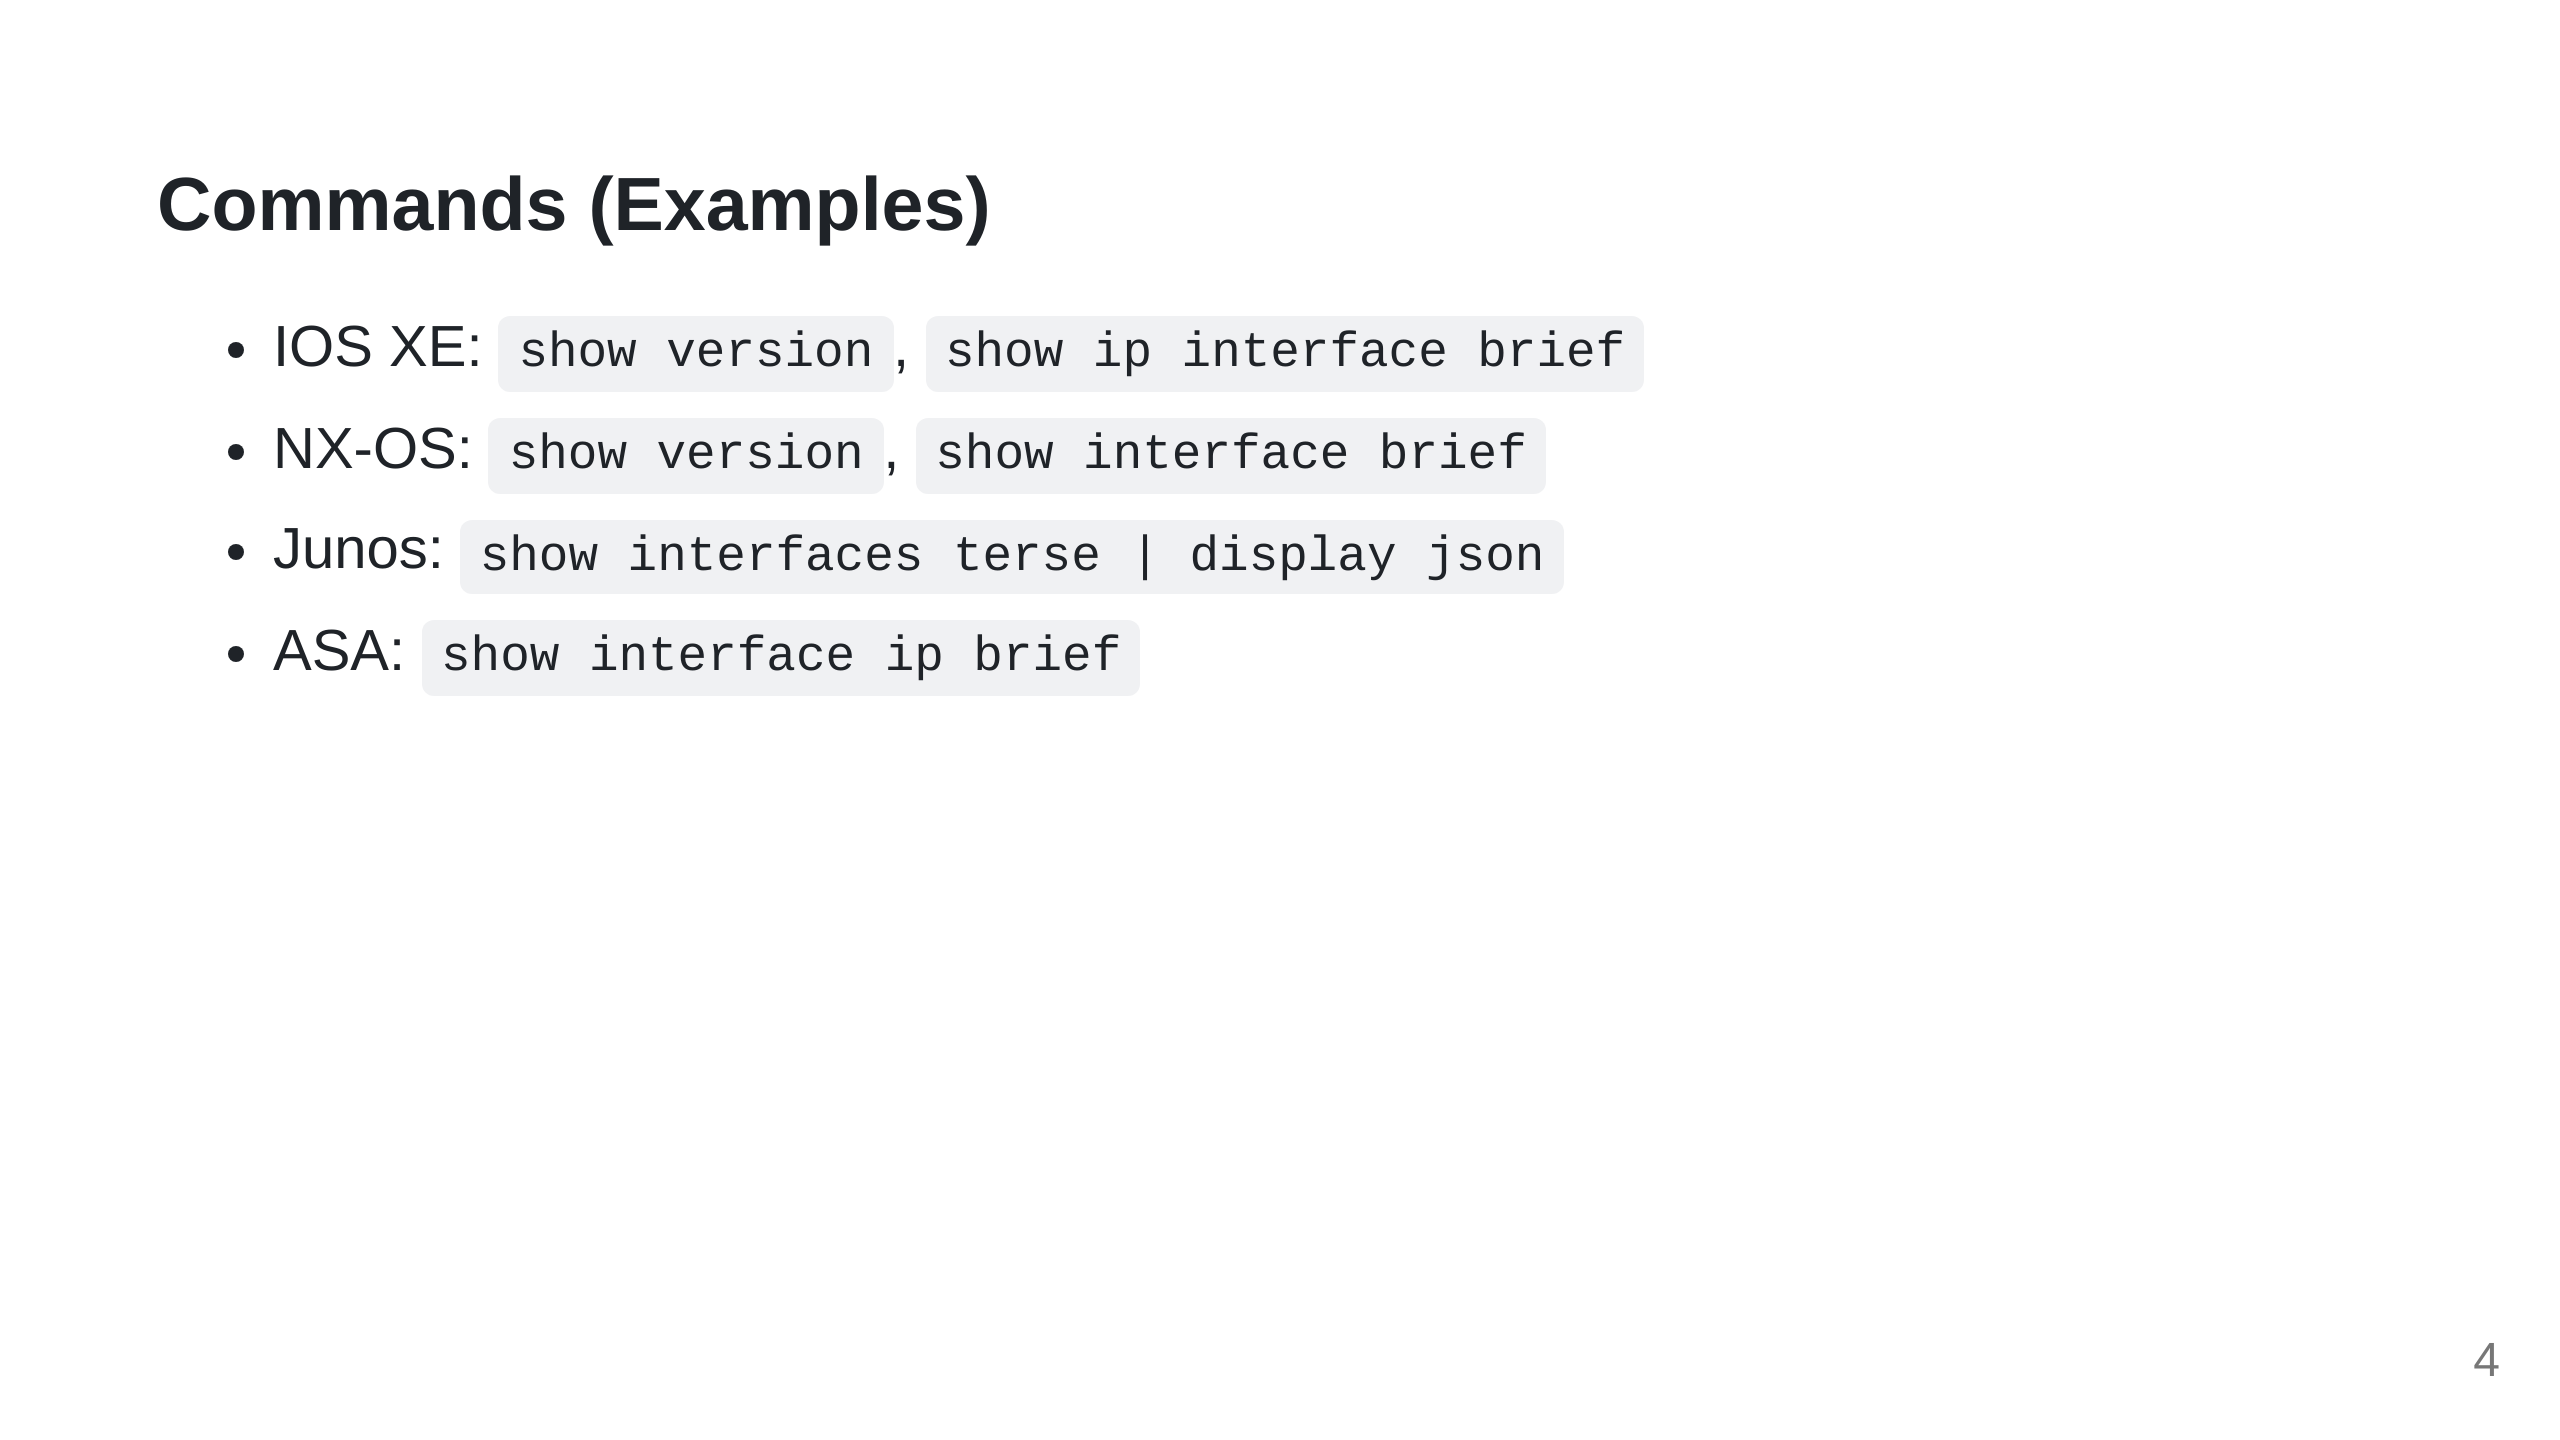 Commands (Examples)
• IOS XE: show version, show ip interface brief
• NX-OS: show version, show interface brief
• Junos: show interfaces terse | display json
• ASA: show interface ip brief
4